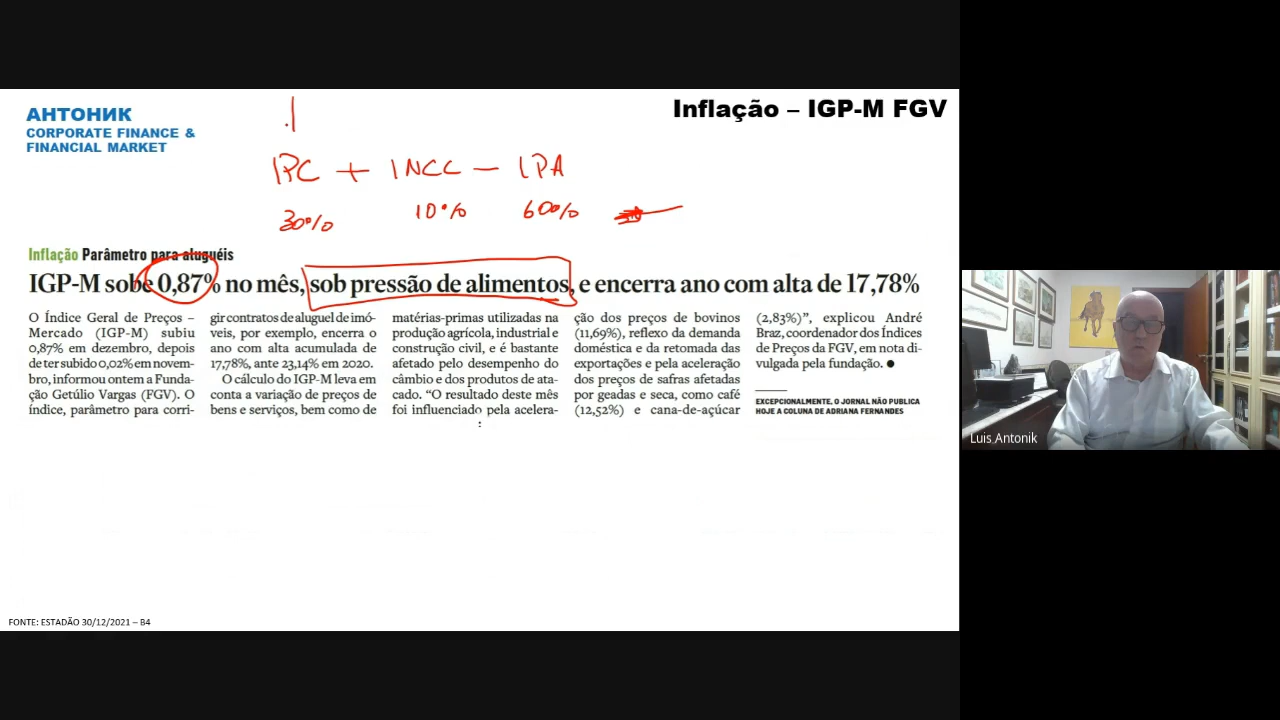 АНТОНИК
CORPORATE FINANCE &
FINANCIAL MARKET
Inflação – IGP-M FGV
IPC + INCC – IPA
30% 10% 60%
Inflação Parâmetro para aluguéis
IGP-M sobe 0,87% no mês, sob pressão de alimentos, e encerra ano com alta de 17,78%
O Índice Geral de Preços –
Mercado (IGP-M) subiu
0,87% em dezembro, depois
de ter subido 0,02% em novem-
bro, informou ontem a Funda-
ção Getúlio Vargas (FGV). O
índice, parâmetro para corri-
gir contratos de aluguel de imó-
veis, por exemplo, encerra o
ano com alta acumulada de
17,78%, ante 23,14% em 2020.
O cálculo do IGP-M leva em
conta a variação de preços de
bens e serviços, bem como de
matérias-primas utilizadas na
produção agrícola, industrial e
construção civil, e é bastante
afetado pelo desempenho do
câmbio e dos produtos de ata-
cado. “O resultado deste mês
foi influenciado pela acelera-
ção dos preços de bovinos
(11,69%), reflexo da demanda
doméstica e da retomada das
exportações e pela aceleração
dos preços de safras afetadas
por geadas e seca, como café
(12,52%) e cana-de-açúcar
(2,83%)”, explicou André
Braz, coordenador dos Índices
de Preços da FGV, em nota di-
vulgada pela fundação. ●
EXCEPCIONALMENTE, O JORNAL NÃO PUBLICA
HOJE A COLUNA DE ADRIANA FERNANDES
FONTE: ESTADÃO 30/12/2021 – B4
Luis Antonik